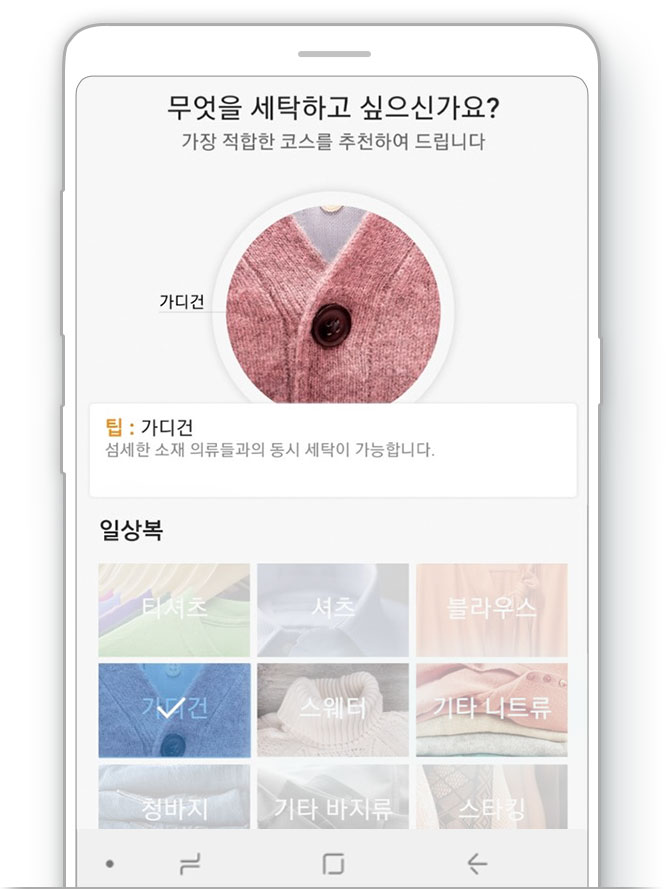 무엇을 세탁하고 싶으신가요?
가장 적합한 코스를 추천하여 드립니다
가디건
팁 : 가디건
섬세한 소재 의류들과의 동시 세탁이 가능합니다.
일상복
티셔츠 셔츠 블라우스
가디건 스웨터 기타 니트류
청바지 기타 바지류 스타킹